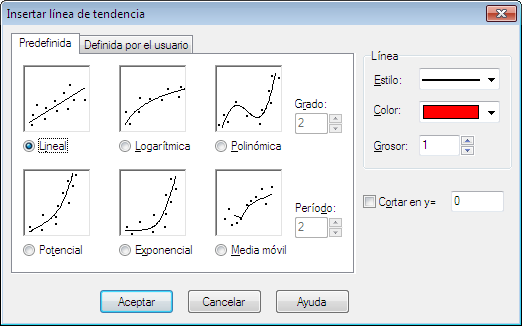 Insertar línea de tendencia
Predefinida
Definida por el usuario
Lineal
Logarítmica
Polinómica
Grado:
2
Potencial
Exponencial
Media móvil
Período:
2
Línea
Estilo:
Color:
Grosor:
1
Cortar en y=
0
Aceptar
Cancelar
Ayuda